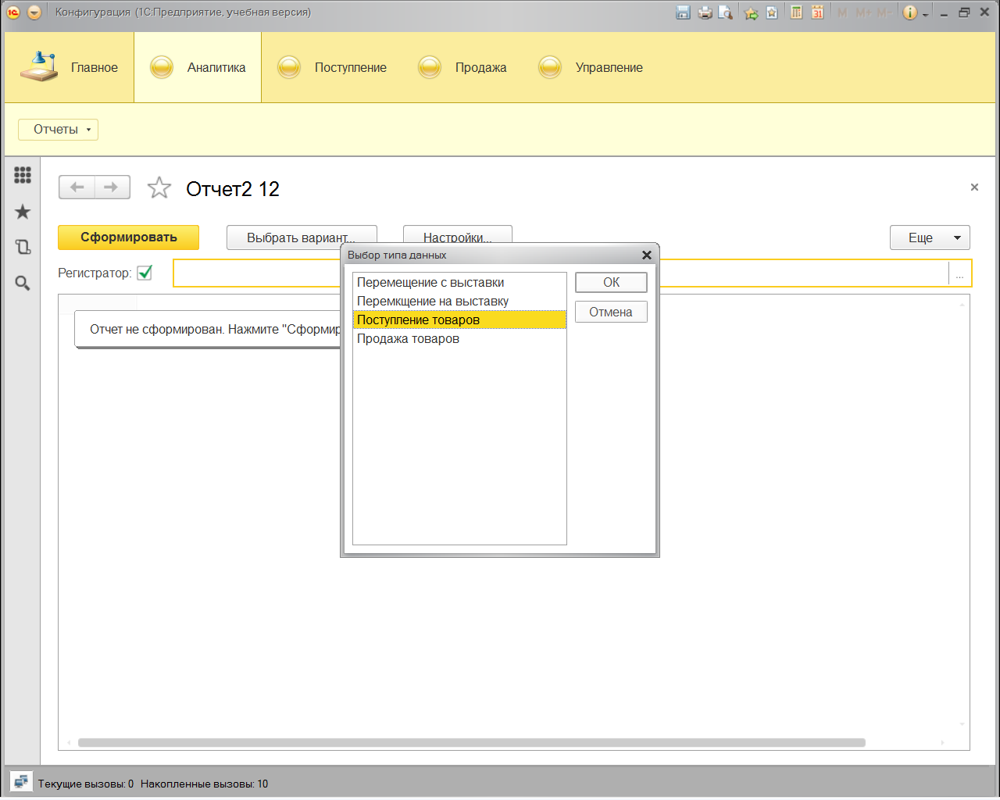 Конфигурация (1С:Предприятие, учебная версия)
31 M M+ M-
Главное Аналитика Поступление Продажа Управление
Отчеты
Отчет2 12
Сформировать Выбрать вариант... Настройки... Еще
Выбор типа данных
Регистратор: ...
Перемещение с выставки ОК
Перемкщение на выставку
Отмена
Поступление товаров
Отчет не сформирован. Нажмите "Сформир
Продажа товаров
Текущие вызовы: 0 Накопленные вызовы: 10